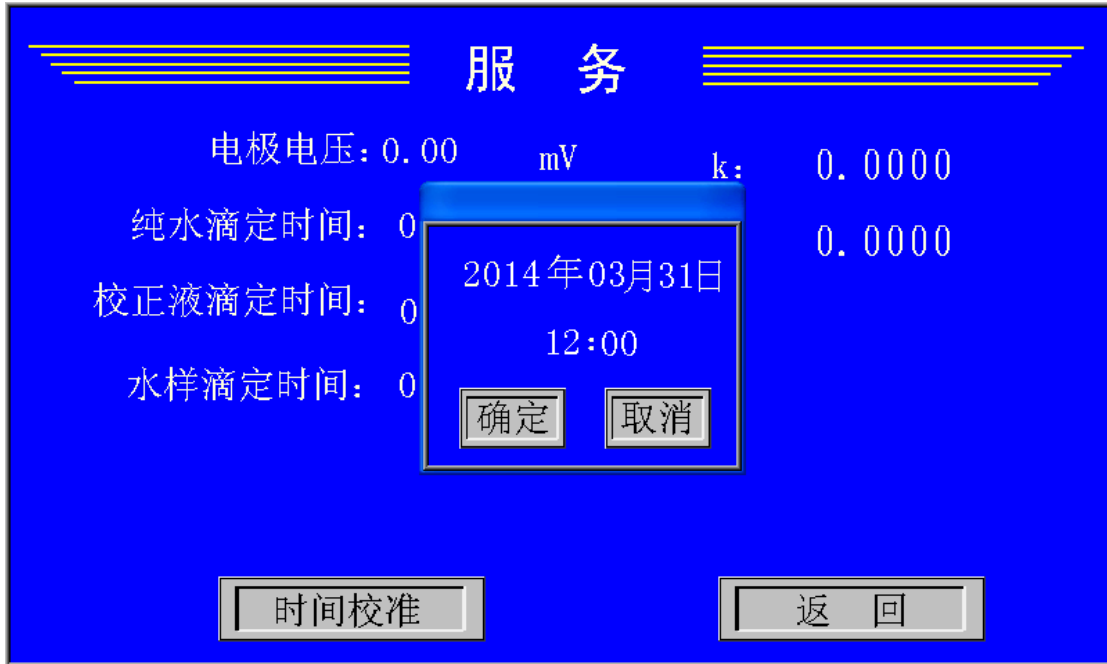 服 务
电极电压:0.00 mV k: 0.0000
纯水滴定时间: 0 0.0000
校正液滴定时间: 0
水样滴定时间: 0
2014年03月31日
12:00
确定 取消
时间校准 返 回